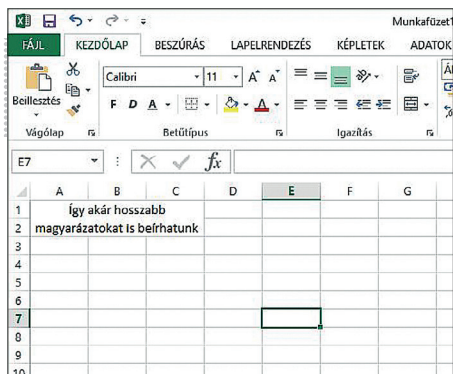 Munkafüzet1
FÁJL KEZDŐLAP BESZÚRÁS LAPELRENDEZÉS KÉPLETEK ADATOK
Beillesztés
Calibri 11 A A
F D A A
Vágólap Betűtípus Igazítás
E7 fx
A B C D E F G
1 Így akár hosszabb
2 magyarázatokat is beírhatunk
3
4
5
6
7
8
9
10